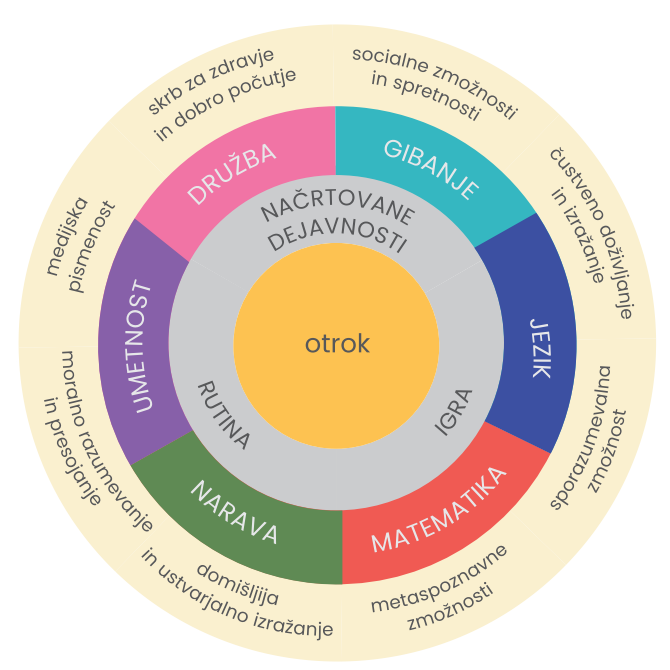 skrb za zdravje
in dobro počutje
socialne zmožnosti
in spretnosti
čustveno doživljanje
in izražanje
sporazumevalna
zmožnost
metaspoznavne
zmožnosti
domišljija
in ustvarjalno izražanje
moralno razumevanje
in presojanje
medijska
pismenost
DRUŽBA
GIBANJE
JEZIK
MATEMATIKA
NARAVA
UMETNOST
NAČRTOVANE
DEJAVNOSTI
IGRA
RUTINA
otrok